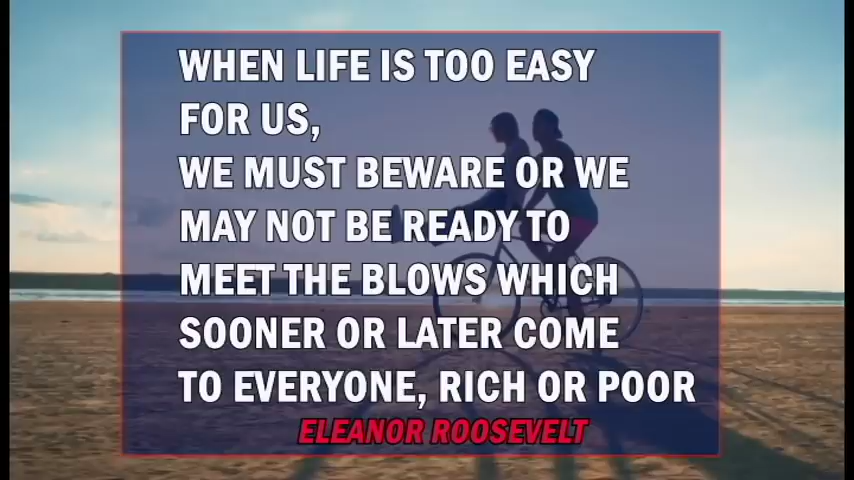 WHEN LIFE IS TOO EASY
FOR US,
WE MUST BEWARE OR WE
MAY NOT BE READY TO
MEET THE BLOWS WHICH
SOONER OR LATER COME
TO EVERYONE, RICH OR POOR
ELEANOR ROOSEVELT